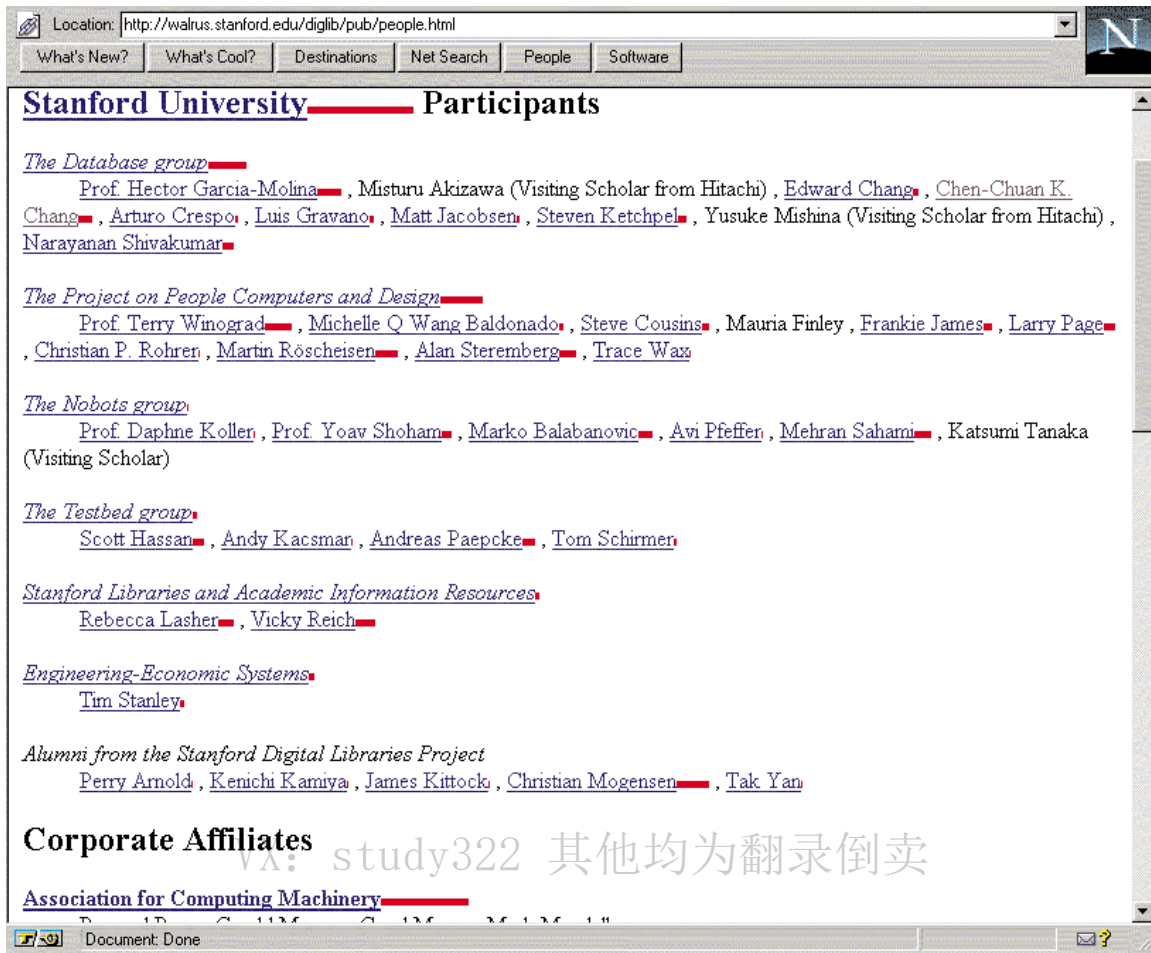 Location: http://walrus.stanford.edu/diglib/pub/people.html
N
What's New? What's Cool? Destinations Net Search People Software
Stanford University Participants
The Database group
Prof. Hector Garcia-Molina , Misturu Akizawa (Visiting Scholar from Hitachi) , Edward Chang , Chen-Chuan K.
Chang , Arturo Crespo , Luis Gravano , Matt Jacobsen , Steven Ketchpel , Yusuke Mishina (Visiting Scholar from Hitachi) ,
Narayanan Shivakumar
The Project on People Computers and Design
Prof. Terry Winograd , Michelle Q Wang Baldonado , Steve Cousins , Mauria Finley , Frankie James , Larry Page
, Christian P. Rohrer , Martin Röscheisen , Alan Steremberg , Trace Wax
The Nobots group
Prof. Daphne Koller , Prof. Yoav Shoham , Marko Balabanovic , Avi Pfeffer , Mehran Sahami , Katsumi Tanaka
(Visiting Scholar)
The Testbed group
Scott Hassan , Andy Kacsmar , Andreas Paepcke , Tom Schirmer
Stanford Libraries and Academic Information Resources
Rebecca Lasher , Vicky Reich
Engineering-Economic Systems
Tim Stanley
Alumni from the Stanford Digital Libraries Project
Perry Arnold , Kenichi Kamiya , James Kittock , Christian Mogensen , Tak Yan
Corporate Affiliates
VX: study322 其他均为翻录倒卖
Association for Computing Machinery
Document: Done